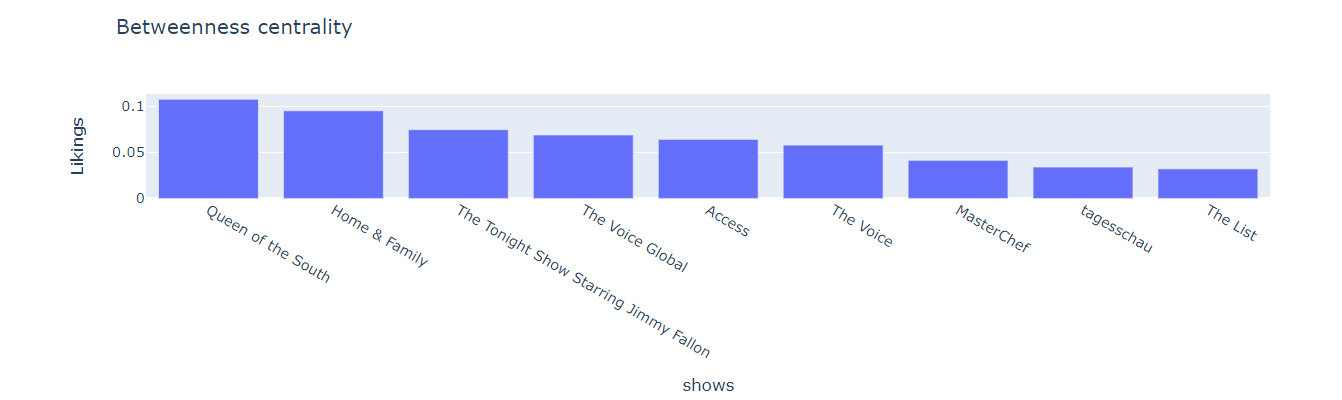 Betweenness centrality
Likings
0.1
0.05
0
Queen of the South
Home & Family
The Tonight Show Starring Jimmy Fallon
The Voice Global
Access
The Voice
MasterChef
tagesschau
The List
shows